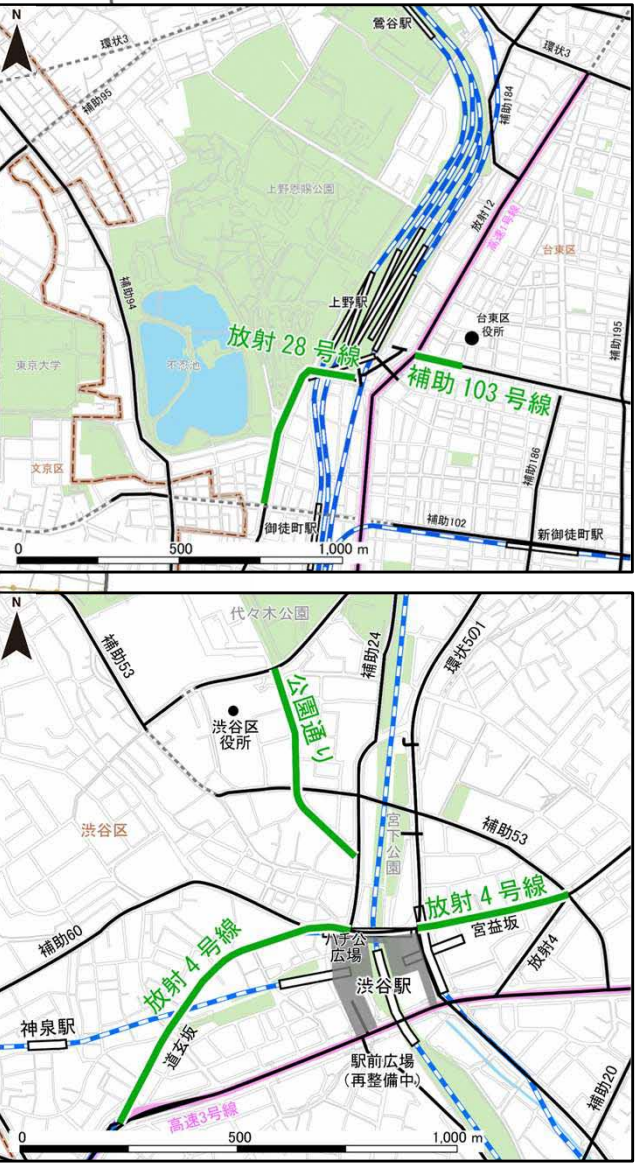 N
鶯谷駅
環状3
環状3
補助95
補助184
上野恩賜公園
放射12
高速1号線
台東区
上野駅
台東区
役所
補助94
放射28号線
補助195
東京大学
不忍池
補助103号線
文京区
補助186
御徒町駅
補助102
新御徒町駅
0
500
1,000 m
N
代々木公園
補助53
補助24
環状5の1
公園通り
渋谷区
役所
渋谷区
宮下公園
補助53
放射4号線
補助60
宮益坂
ハチ公
広場
放射4号線
放射4
渋谷駅
神泉駅
道玄坂
駅前広場
(再整備中)
補助20
高速3号線
0
500
1,000 m